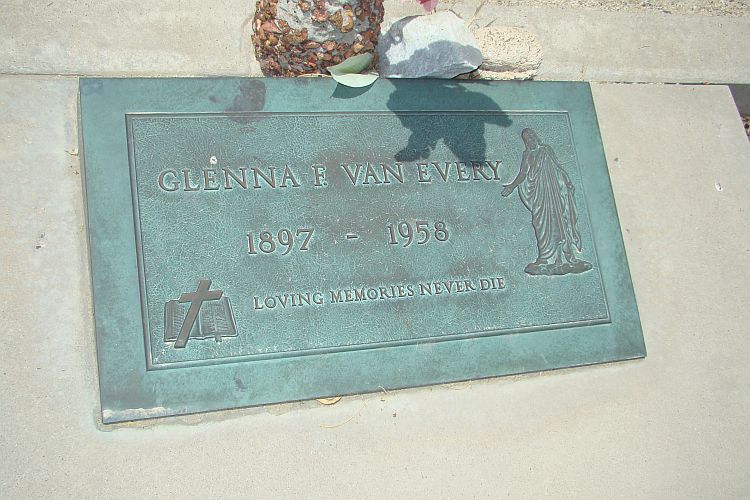 GLENNA F. VAN EVERY
1897 - 1958
LOVING MEMORIES NEVER DIE